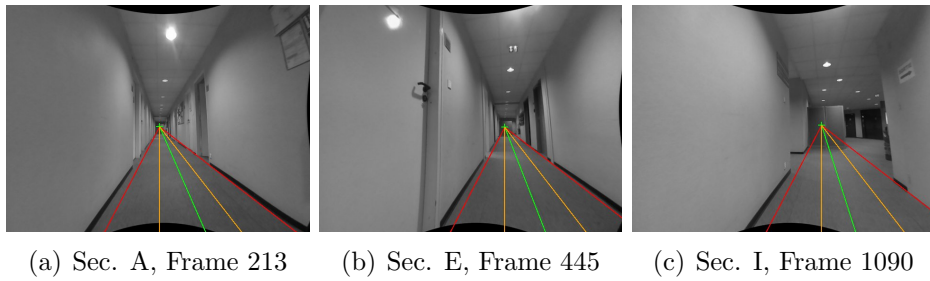 (a) Sec. A, Frame 213
(b) Sec. E, Frame 445
(c) Sec. I, Frame 1090